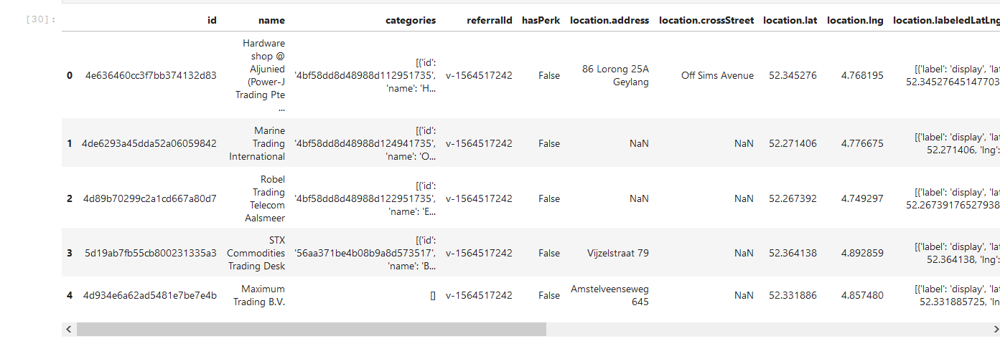 [30]:
id name categories referralId hasPerk location.address location.crossStreet location.lat location.lng location.labeledLatLng
Hardware
shop @
Aljunied
(Power-J
Trading Pte
...
0 4e636460cc3f7bb374132d83
[{'id':
'4bf58dd8d48988d112951735',
'name': 'H...
v-1564517242 False
86 Lorong 25A
Geylang
Off Sims Avenue 52.345276 4.768195
[{'label': 'display', 'lat
52.34527645147703
Marine
Trading
International
1 4de6293a45dda52a06059842
[{'id':
'4bf58dd8d48988d124941735',
'name': 'O...
v-1564517242 False NaN NaN 52.271406 4.776675
[{'label': 'display', 'lat
52.271406, 'lng':
Robel
Trading
Telecom
Aalsmeer
2 4d89b70299c2a1cd667a80d7
[{'id':
'4bf58dd8d48988d122951735',
'name': 'E...
v-1564517242 False NaN NaN 52.267392 4.749297
[{'label': 'display', 'lat
52.26739176527938
STX
Commodities
Trading Desk
3 5d19ab7fb55cb800231335a3
[{'id':
'56aa371be4b08b9a8d573517',
'name': 'B...
v-1564517242 False Vijzelstraat 79 NaN 52.364138 4.892859
[{'label': 'display', 'lat
52.364138, 'lng':
Maximum
Trading B.V.
4 4d934e6a62ad5481e7be7e4b
[] v-1564517242 False
Amstelveenseweg
645
NaN 52.331886 4.857480
[{'label': 'display', 'lat
52.331885725, 'ln